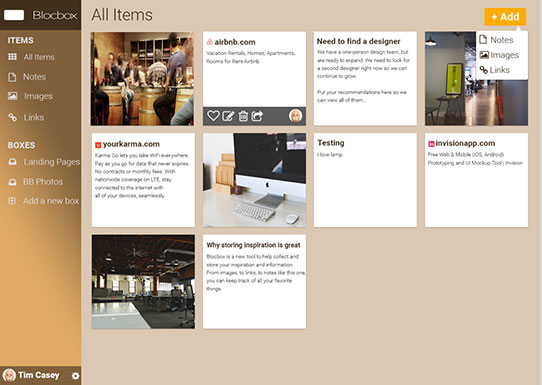 Blocbox
All Items
+ Add
Notes
Images
Links
ITEMS
All Items
Notes
Images
Links
BOXES
Landing Pages
BB Photos
Add a new box
Tim Casey
airbnb.com
Vacation Rentals, Homes, Apartments,
Rooms for Rent Airbnb
Need to find a designer
We have a one-person design team, but
are ready to expand. We need to look for
a second designer right now so we can
continue to grow.
Put your recommendations here so we
can view all of them...
yourkarma.com
Karma Go lets you take WiFi everywhere
Pay as you go for data that never expires.
No contracts or monthly fees. With
nationwide coverage on LTE, stay
connected to the internet with
all of your devices, seamlessly.
Testing
I love lamp.
invisionapp.com
Free Web & Mobile (iOS, Android)
Prototyping and UI Mockup Tool | Invision
Why storing inspiration is great
Blocbox is a new tool to help collect and
store your inspiration and information.
From images, to links, to notes like this one,
you can keep track of all your favorite
things.